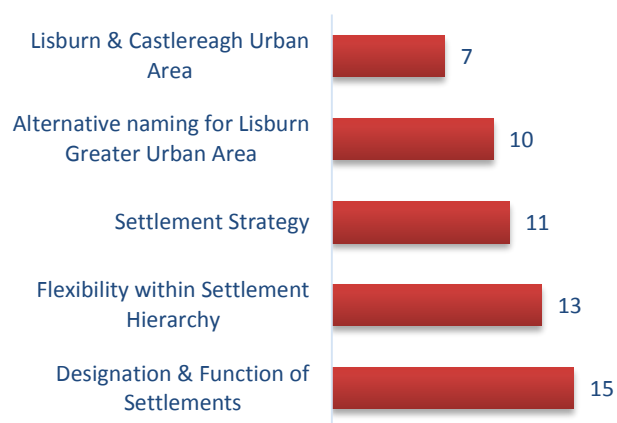 Lisburn & Castlereagh Urban
Area
7
Alternative naming for Lisburn
Greater Urban Area
10
Settlement Strategy
11
Flexibility within Settlement
Hierarchy
13
Designation & Function of
Settlements
15